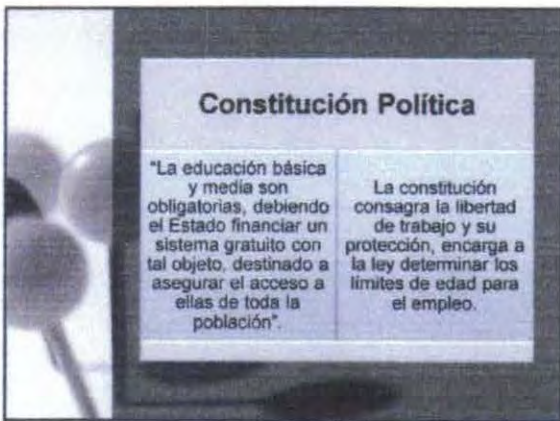 Constitución Política
"La educación básica
y media son
obligatorias, debiendo
el Estado financiar un
sistema gratuito con
tal objeto, destinado a
asegurar el acceso a
ellas de toda la
población".
La constitución
consagra la libertad
de trabajo y su
protección, encarga a
la ley determinar los
límites de edad para
el empleo.